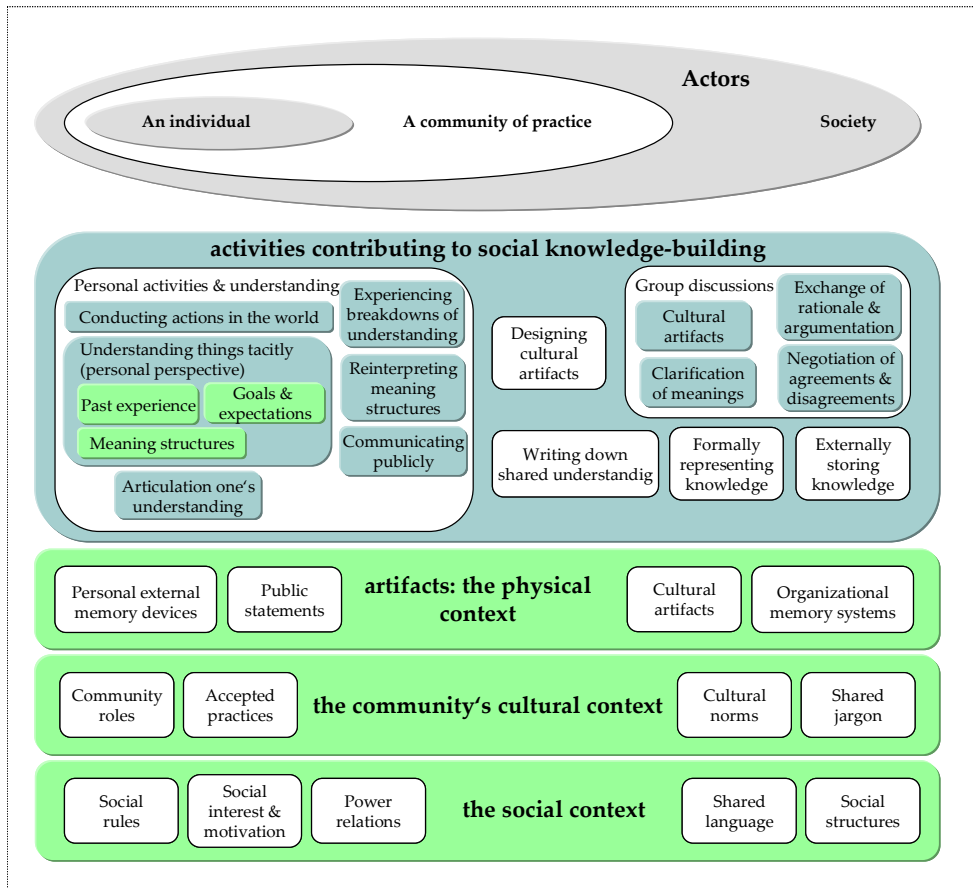 Actors
An individual
A community of practice
Society
activities contributing to social knowledge-building
Personal activities & understanding
Conducting actions in the world
Understanding things tacitly
(personal perspective)
Past experience
Goals &
expectations
Meaning structures
Articulation one‘s
understanding
Experiencing
breakdowns of
understanding
Reinterpreting
meaning
structures
Communicating
publicly
Designing
cultural
artifacts
Group discussions
Cultural
artifacts
Clarification
of meanings
Exchange of
rationale &
argumentation
Negotiation of
agreements &
disagreements
Writing down
shared understandig
Formally
representing
knowledge
Externally
storing
knowledge
Personal external
memory devices
Public
statements
artifacts: the physical
context
Cultural
artifacts
Organizational
memory systems
Community
roles
Accepted
practices
the community‘s cultural context
Cultural
norms
Shared
jargon
Social
rules
Social
interest &
motivation
Power
relations
the social context
Shared
language
Social
structures